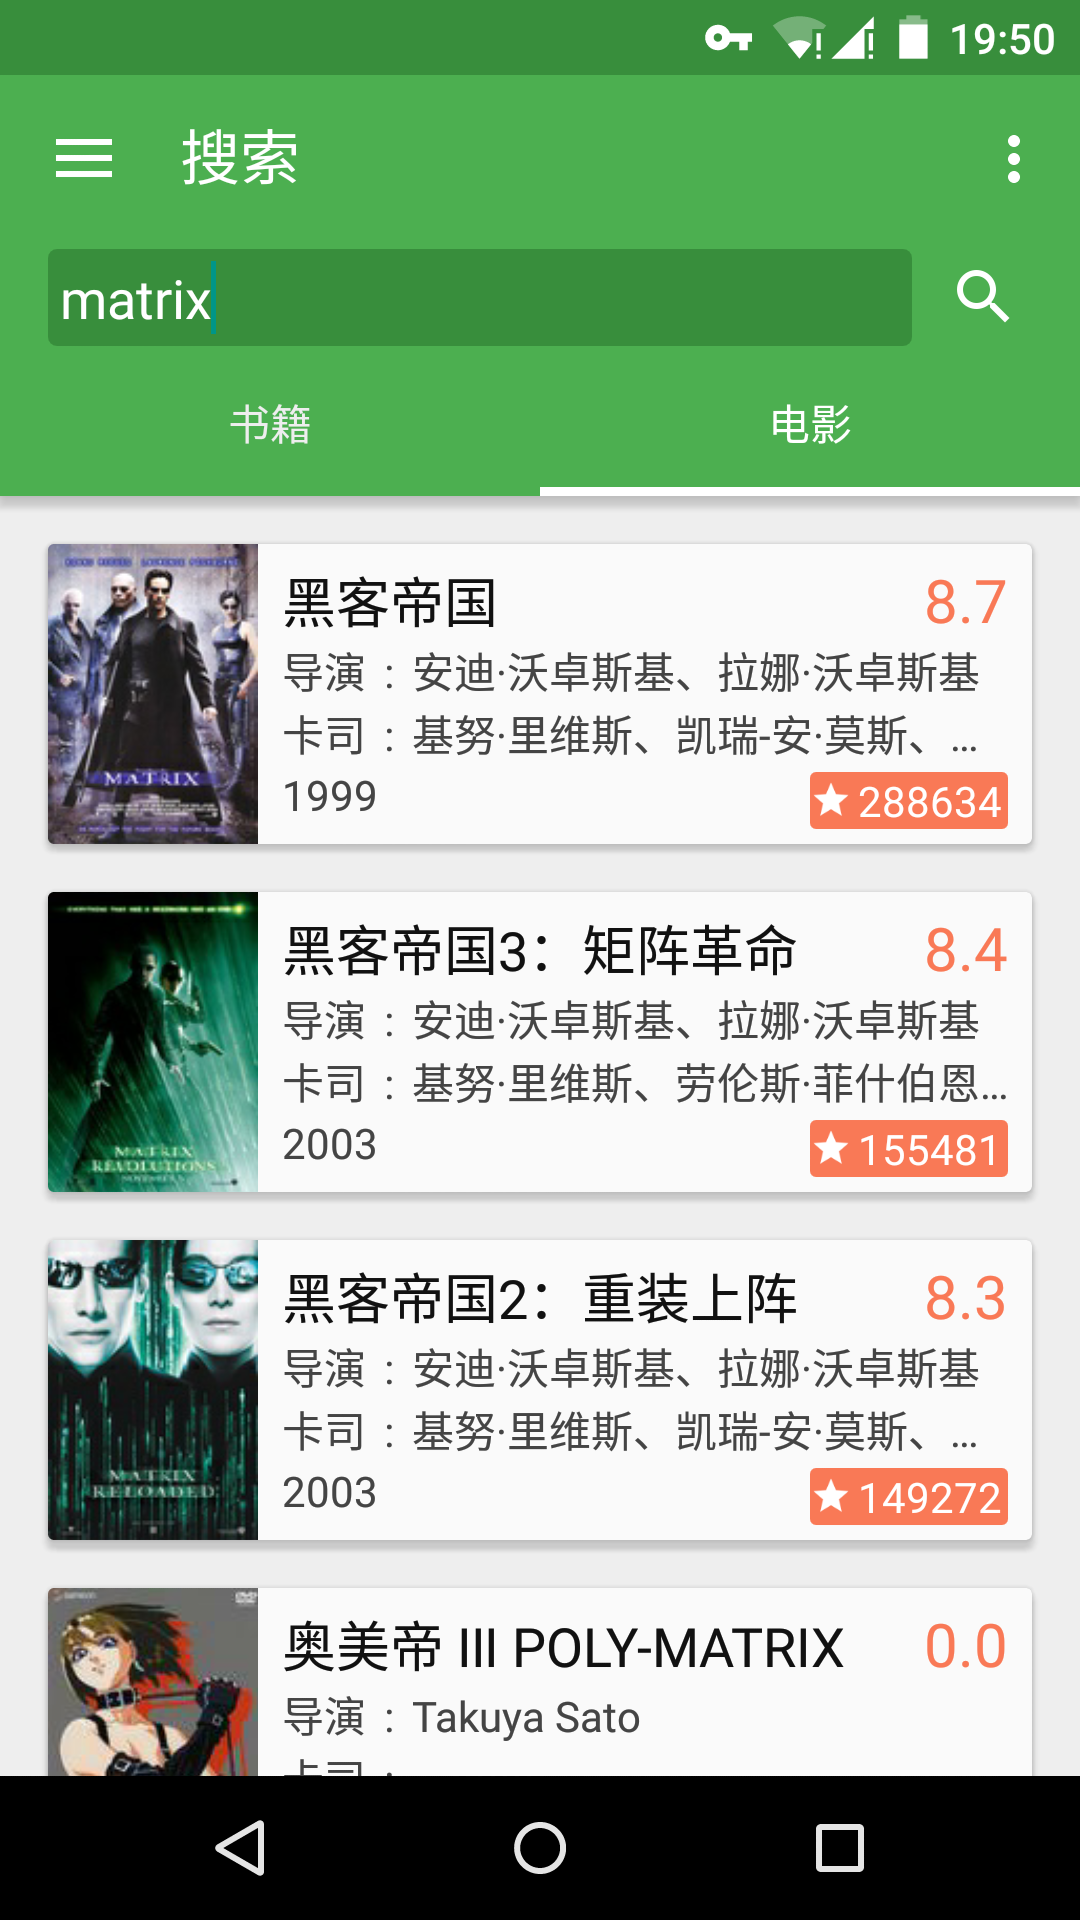 19:50
搜索
matrix
书籍 电影
黑客帝国 8.7
导演 : 安迪·沃卓斯基、拉娜·沃卓斯基
卡司 : 基努·里维斯、凯瑞-安·莫斯、...
1999 288634
MATRIX
黑客帝国3：矩阵革命 8.4
导演 : 安迪·沃卓斯基、拉娜·沃卓斯基
卡司 : 基努·里维斯、劳伦斯·菲什伯恩...
2003 155481
MATRIX
REVOLUTIONS
黑客帝国2：重装上阵 8.3
导演 : 安迪·沃卓斯基、拉娜·沃卓斯基
卡司 : 基努·里维斯、凯瑞-安·莫斯、...
2003 149272
MATRIX
RELOADED
奥美帝 III POLY-MATRIX 0.0
导演 : Takuya Sato
卡司 :